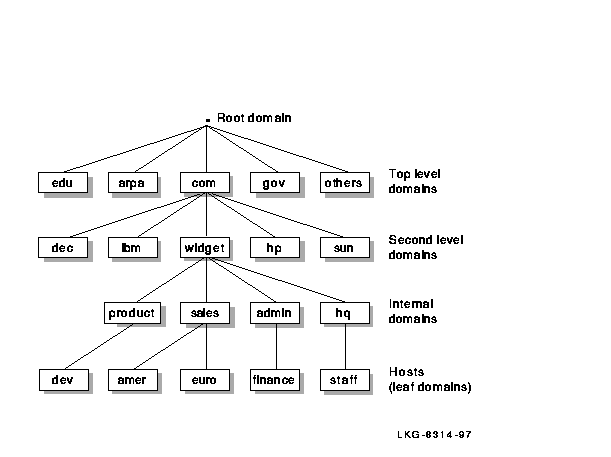 . Root domain
edu arpa com gov others
Top level
domains
dec ibm widget hp sun
Second level
domains
product sales admin hq
Internal
domains
dev amer euro finance staff
Hosts
(leaf domains)
LKG-8314-97